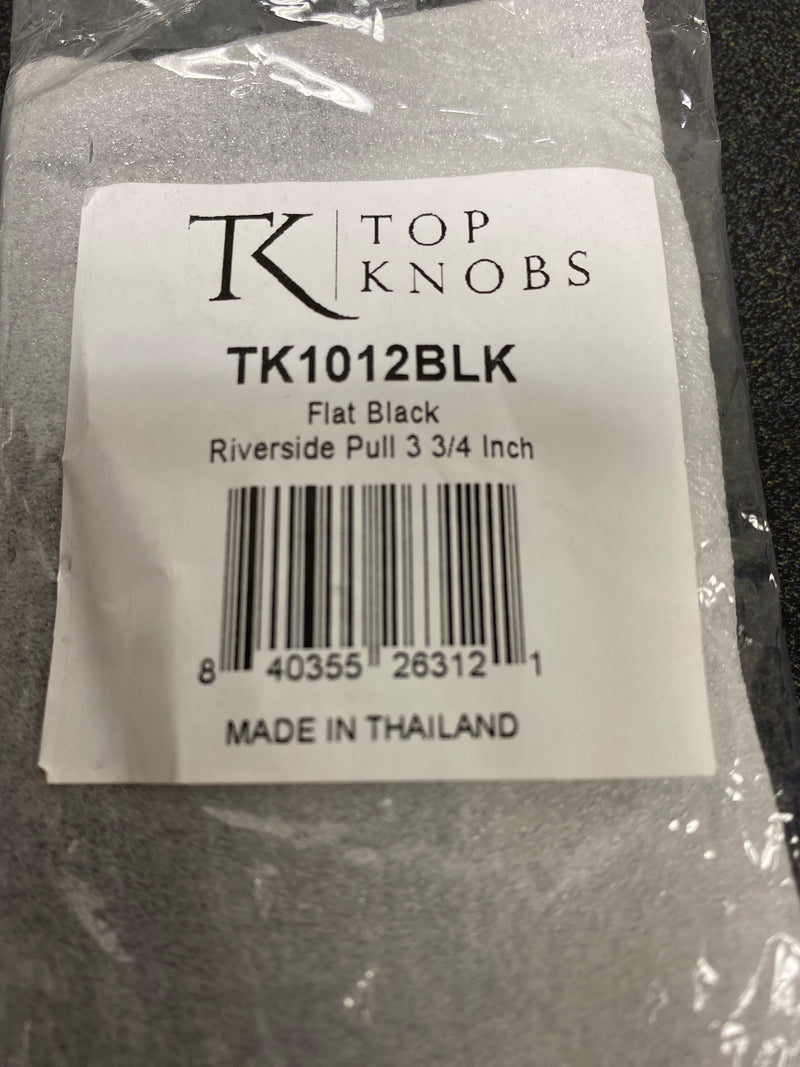 TK TOP
KNOBS
TK1012BLK
Flat Black
Riverside Pull 3 3/4 Inch
8 40355 26312 1
MADE IN THAILAND